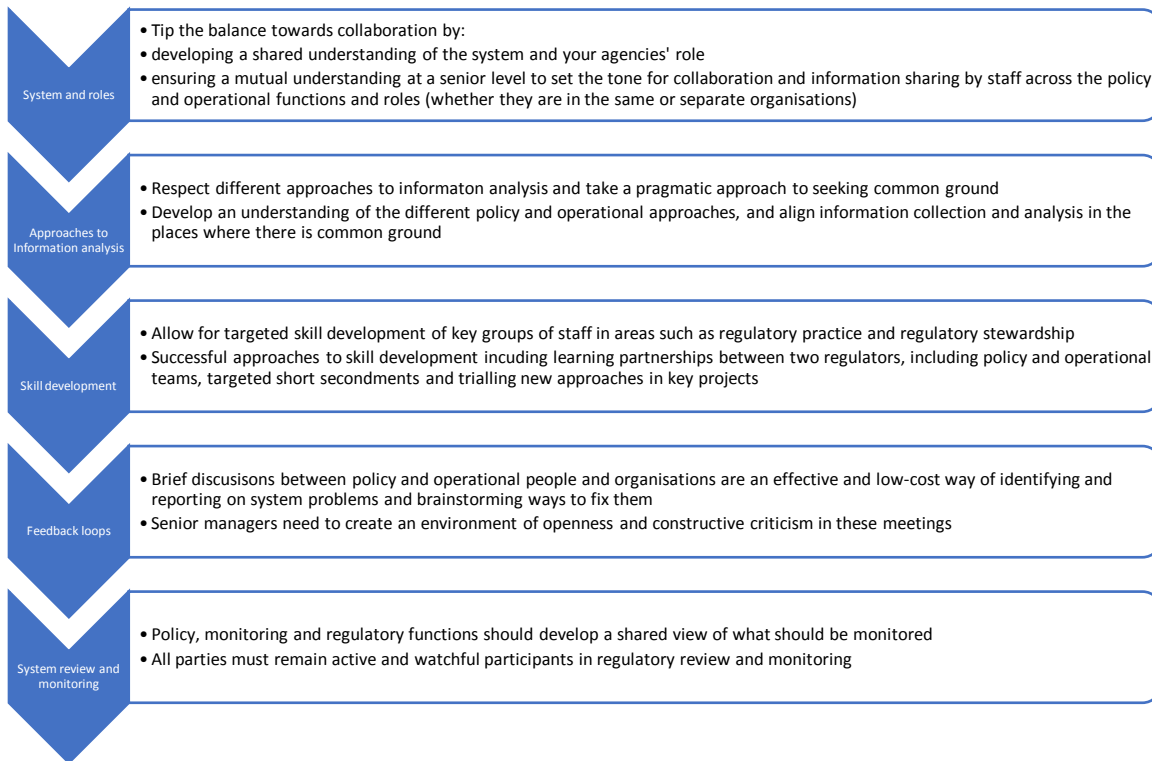 System and roles
• Tip the balance towards collaboration by:
• developing a shared understanding of the system and your agencies' role
• ensuring a mutual understanding at a senior level to set the tone for collaboration and information sharing by staff across the policy
and operational functions and roles (whether they are in the same or separate organisations)
Approaches to
Information analysis
• Respect different approaches to informaton analysis and take a pragmatic approach to seeking common ground
• Develop an understanding of the different policy and operational approaches, and align information collection and analysis in the
places where there is common ground
Skill development
• Allow for targeted skill development of key groups of staff in areas such as regulatory practice and regulatory stewardship
• Successful approaches to skill development incuding learning partnerships between two regulators, including policy and operational
teams, targeted short secondments and trialling new approaches in key projects
Feedback loops
• Brief discusisons between policy and operational people and organisations are an effective and low-cost way of identifying and
reporting on system problems and brainstorming ways to fix them
• Senior managers need to create an environment of openness and constructive criticism in these meetings
System review and
monitoring
• Policy, monitoring and regulatory functions should develop a shared view of what should be monitored
• All parties must remain active and watchful participants in regulatory review and monitoring